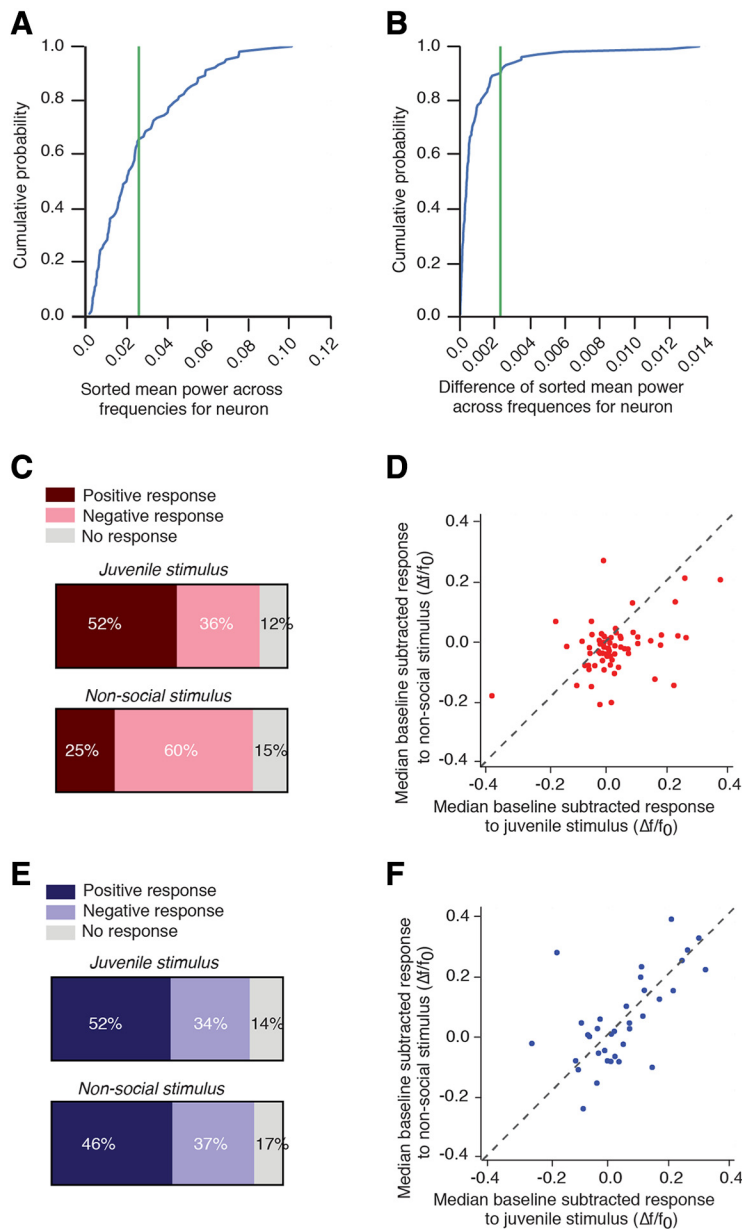 A
1.0
0.8
0.6
0.4
0.2
0.0
Cumulative probability
0.0
0.02
0.04
0.06
0.08
0.10
0.12
Sorted mean power across
frequencies for neuron
B
1.0
0.8
0.6
0.4
0.2
0.0
Cumulative probability
0.0
0.002
0.004
0.006
0.008
0.010
0.012
0.014
Difference of sorted mean power
across frequences for neuron
C
Positive response
Negative response
No response
Juvenile stimulus
52%
36%
12%
Non-social stimulus
25%
60%
15%
D
0.4
0.2
0.0
-0.2
-0.4
Median baseline subtracted response
to non-social stimulus (Δf/f0)
-0.4
-0.2
0.0
0.2
0.4
Median baseline subtracted response
to juvenile stimulus (Δf/f0)
E
Positive response
Negative response
No response
Juvenile stimulus
52%
34%
14%
Non-social stimulus
46%
37%
17%
F
0.4
0.2
0.0
-0.2
-0.4
Median baseline subtracted response
to non-social stimulus (Δf/f0)
-0.4
-0.2
0.0
0.2
0.4
Median baseline subtracted response
to juvenile stimulus (Δf/f0)